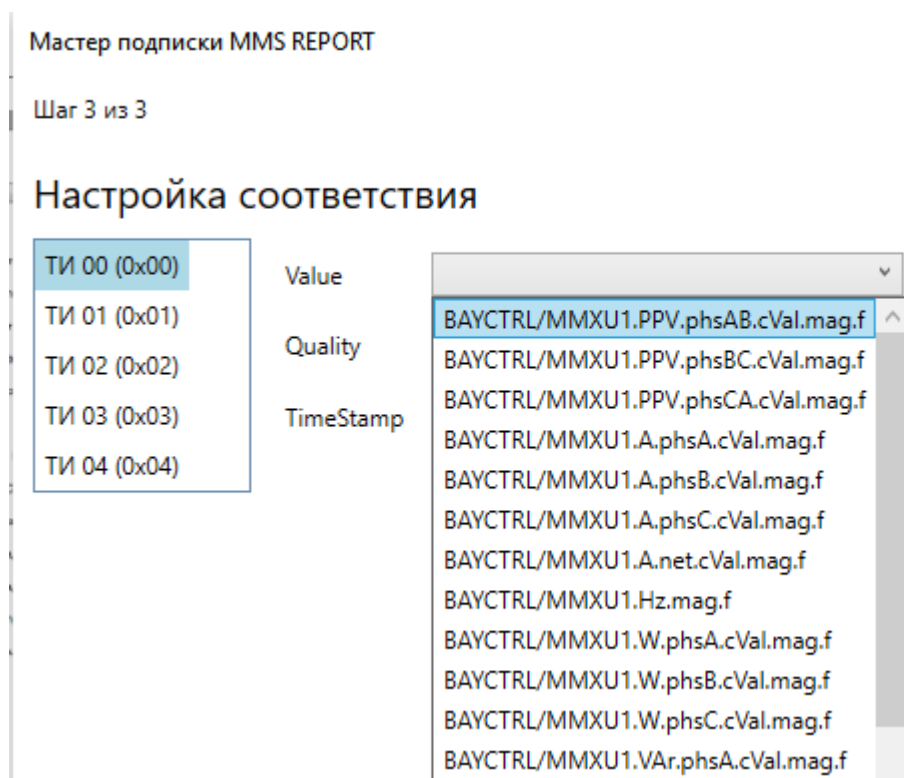 Мастер подписки MMS REPORT
Шаг 3 из 3
Настройка соответствия
ТИ 00 (0x00)
ТИ 01 (0x01)
ТИ 02 (0x02)
ТИ 03 (0x03)
ТИ 04 (0x04)
Value
Quality
TimeStamp
BAYCTRL/MMXU1.PPV.phsAB.cVal.mag.f
BAYCTRL/MMXU1.PPV.phsBC.cVal.mag.f
BAYCTRL/MMXU1.PPV.phsCA.cVal.mag.f
BAYCTRL/MMXU1.A.phsA.cVal.mag.f
BAYCTRL/MMXU1.A.phsB.cVal.mag.f
BAYCTRL/MMXU1.A.phsC.cVal.mag.f
BAYCTRL/MMXU1.A.net.cVal.mag.f
BAYCTRL/MMXU1.Hz.mag.f
BAYCTRL/MMXU1.W.phsA.cVal.mag.f
BAYCTRL/MMXU1.W.phsB.cVal.mag.f
BAYCTRL/MMXU1.W.phsC.cVal.mag.f
BAYCTRL/MMXU1.VAr.phsA.cVal.mag.f